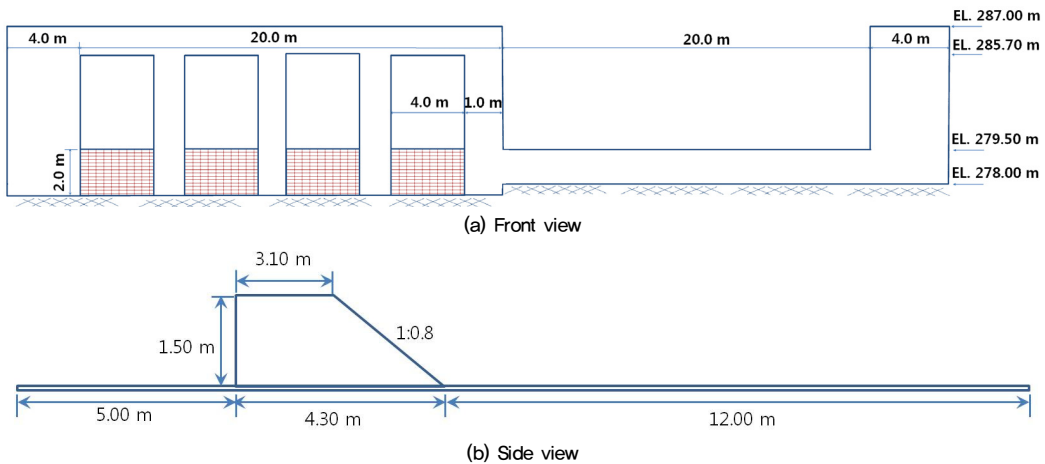 EL. 287.00 m
4.0 m 20.0 m 20.0 m 4.0 m
EL. 285.70 m
4.0 m 1.0 m
EL. 279.50 m
2.0 m
EL. 278.00 m
(a) Front view
3.10 m
1.50 m
1:0.8
5.00 m 4.30 m 12.00 m
(b) Side view